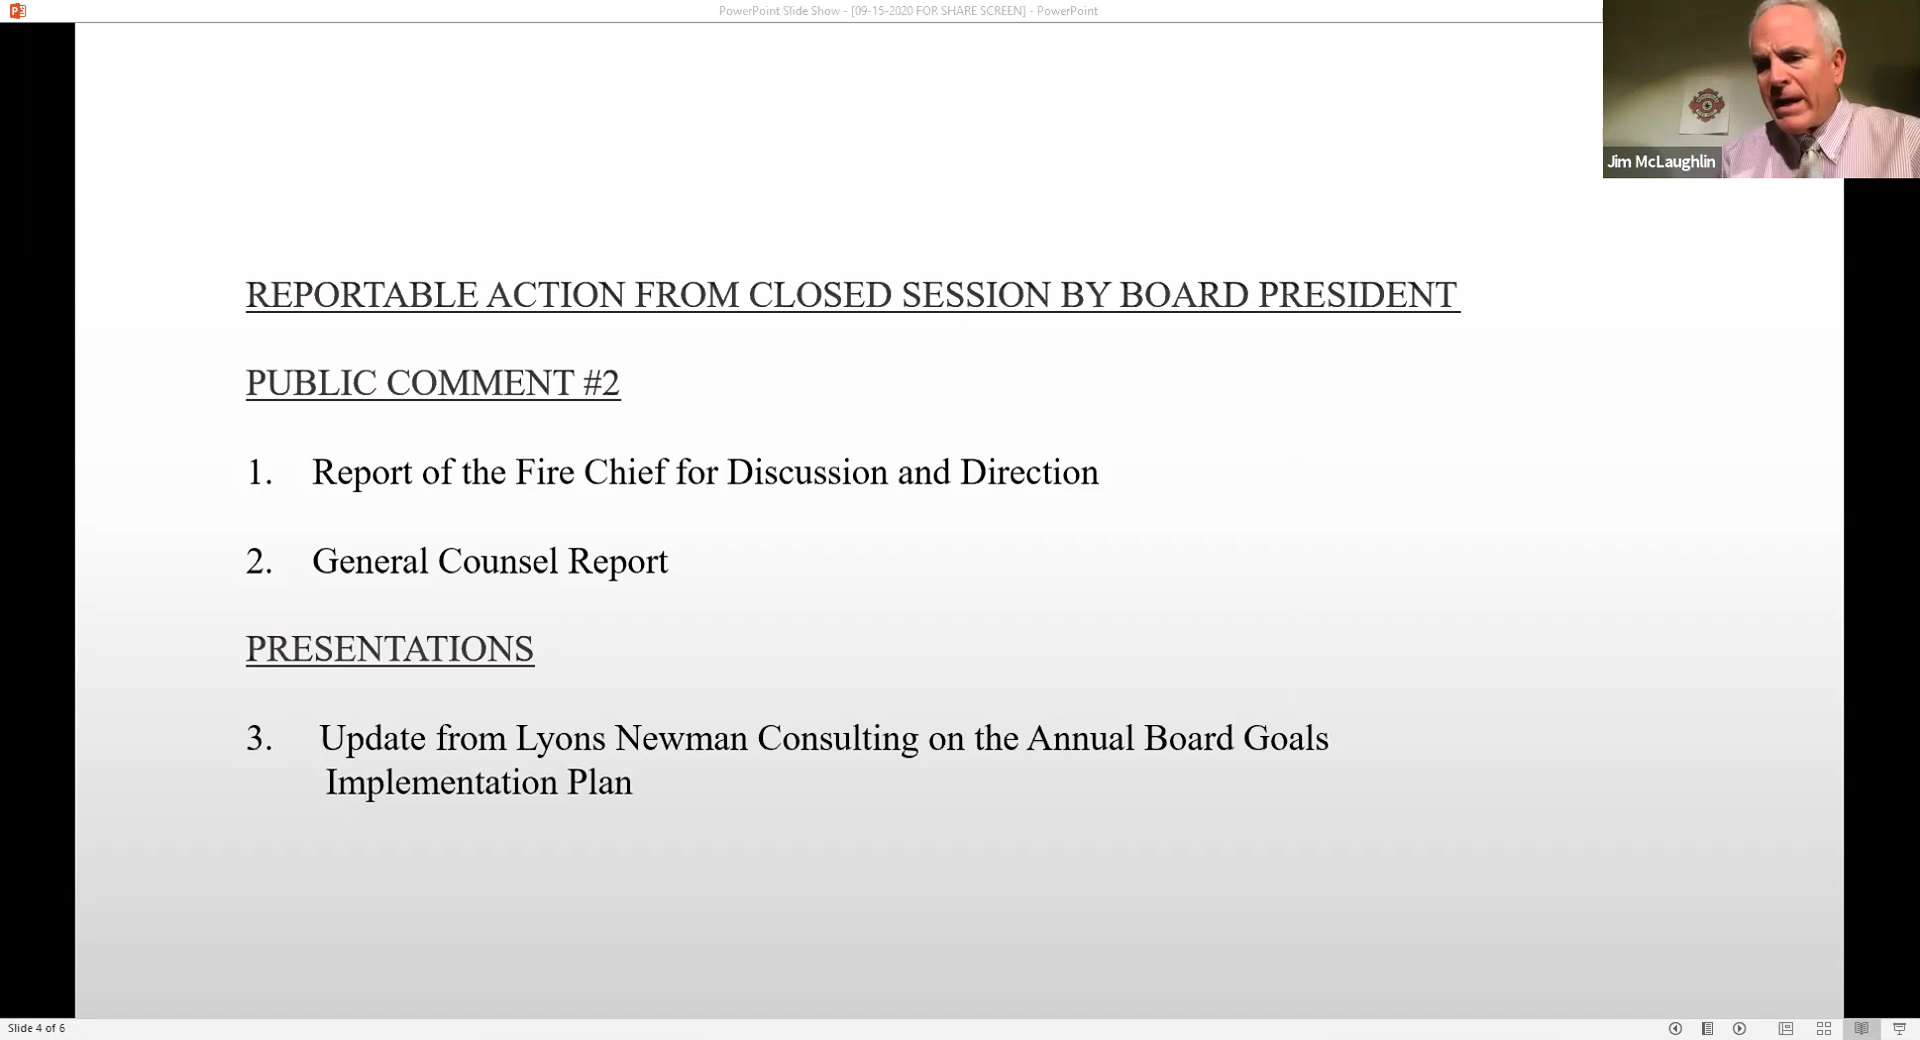 PowerPoint Slide Show - [09-15-2020 FOR SHARE SCREEN] - PowerPoint
Jim McLaughlin
REPORTABLE ACTION FROM CLOSED SESSION BY BOARD PRESIDENT
PUBLIC COMMENT #2
1. Report of the Fire Chief for Discussion and Direction
2. General Counsel Report
PRESENTATIONS
3. Update from Lyons Newman Consulting on the Annual Board Goals
Implementation Plan
Slide 4 of 6